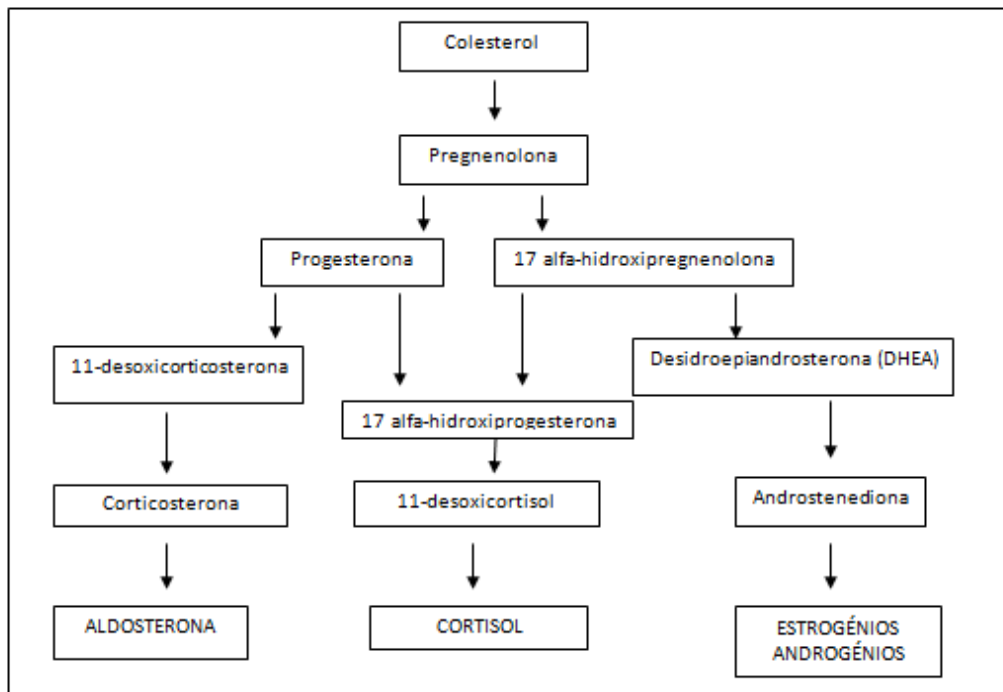 Colesterol
Pregnenolona
Progesterona
17 alfa-hidroxipregnenolona
11-desoxicorticosterona
Desidroepiandrosterona (DHEA)
17 alfa-hidroxiprogesterona
Corticosterona
11-desoxicortisol
Androstenediona
ALDOSTERONA
CORTISOL
ESTROGÉNIOS
ANDROGÉNIOS